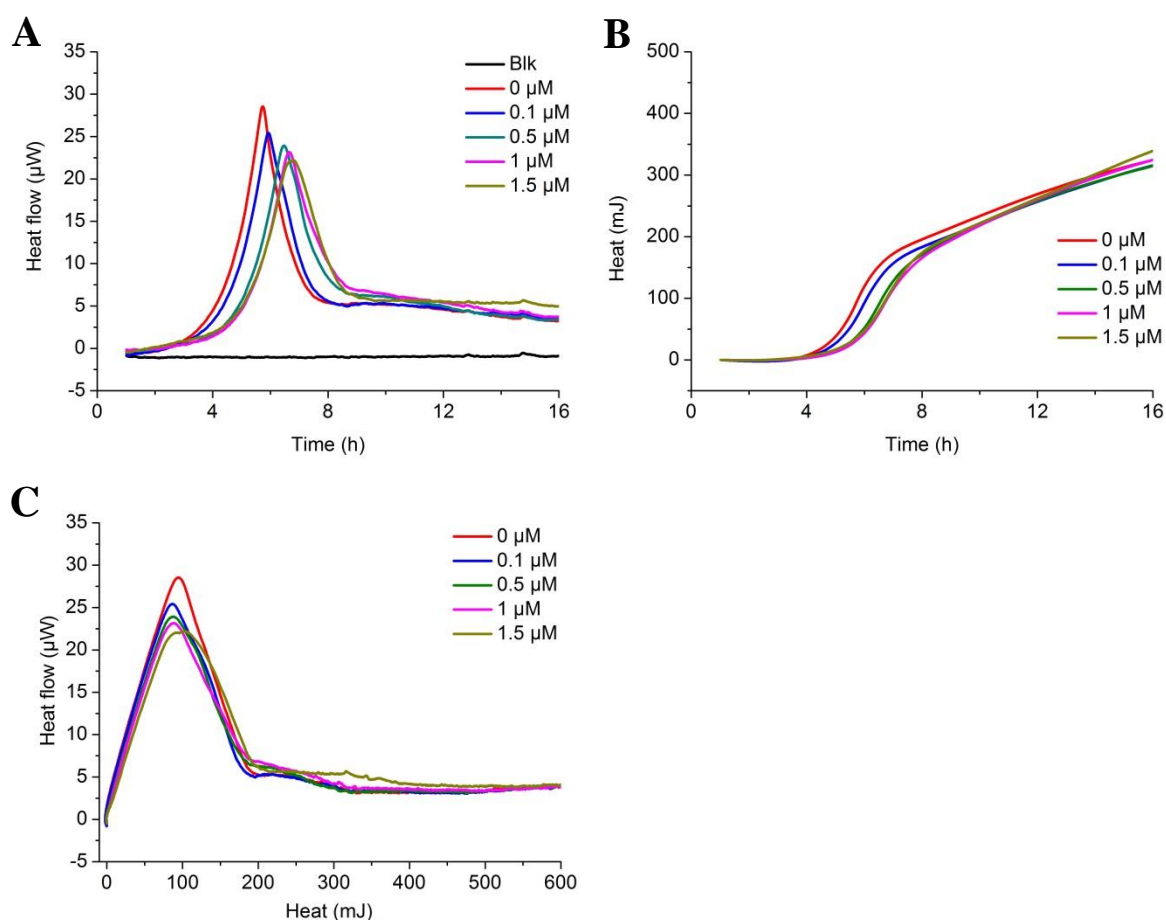 A
35
30
25
20
15
10
5
0
-5
Heat flow (µW)
0
4
8
12
16
Time (h)
Blk
0 µM
0.1 µM
0.5 µM
1 µM
1.5 µM
B
500
400
300
200
100
0
Heat (mJ)
0
4
8
12
16
Time (h)
0 µM
0.1 µM
0.5 µM
1 µM
1.5 µM
C
35
30
25
20
15
10
5
0
-5
Heat flow (µW)
0
100
200
300
400
500
600
Heat (mJ)
0 µM
0.1 µM
0.5 µM
1 µM
1.5 µM